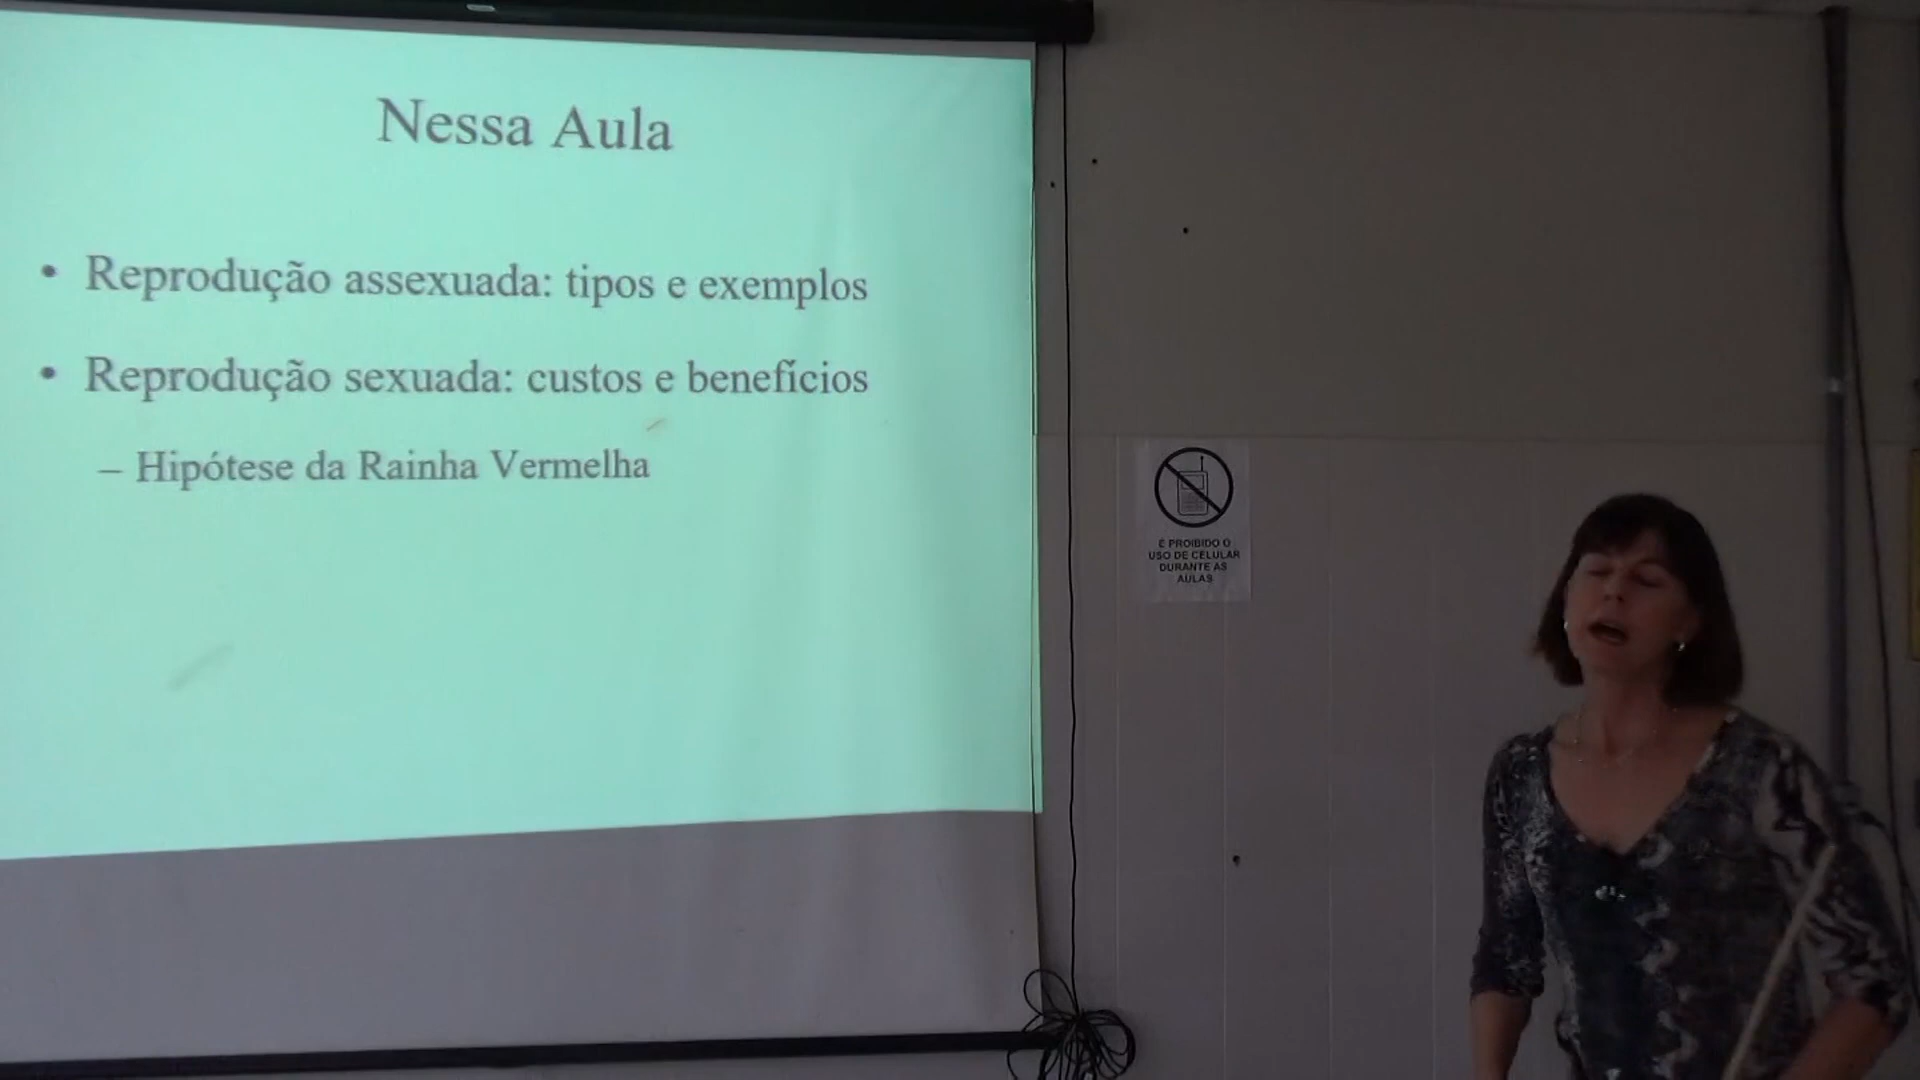 Nessa Aula
• Reprodução assexuada: tipos e exemplos
• Reprodução sexuada: custos e benefícios
– Hipótese da Rainha Vermelha
É PROIBIDO O
USO DE CELULAR
DURANTE AS
AULAS